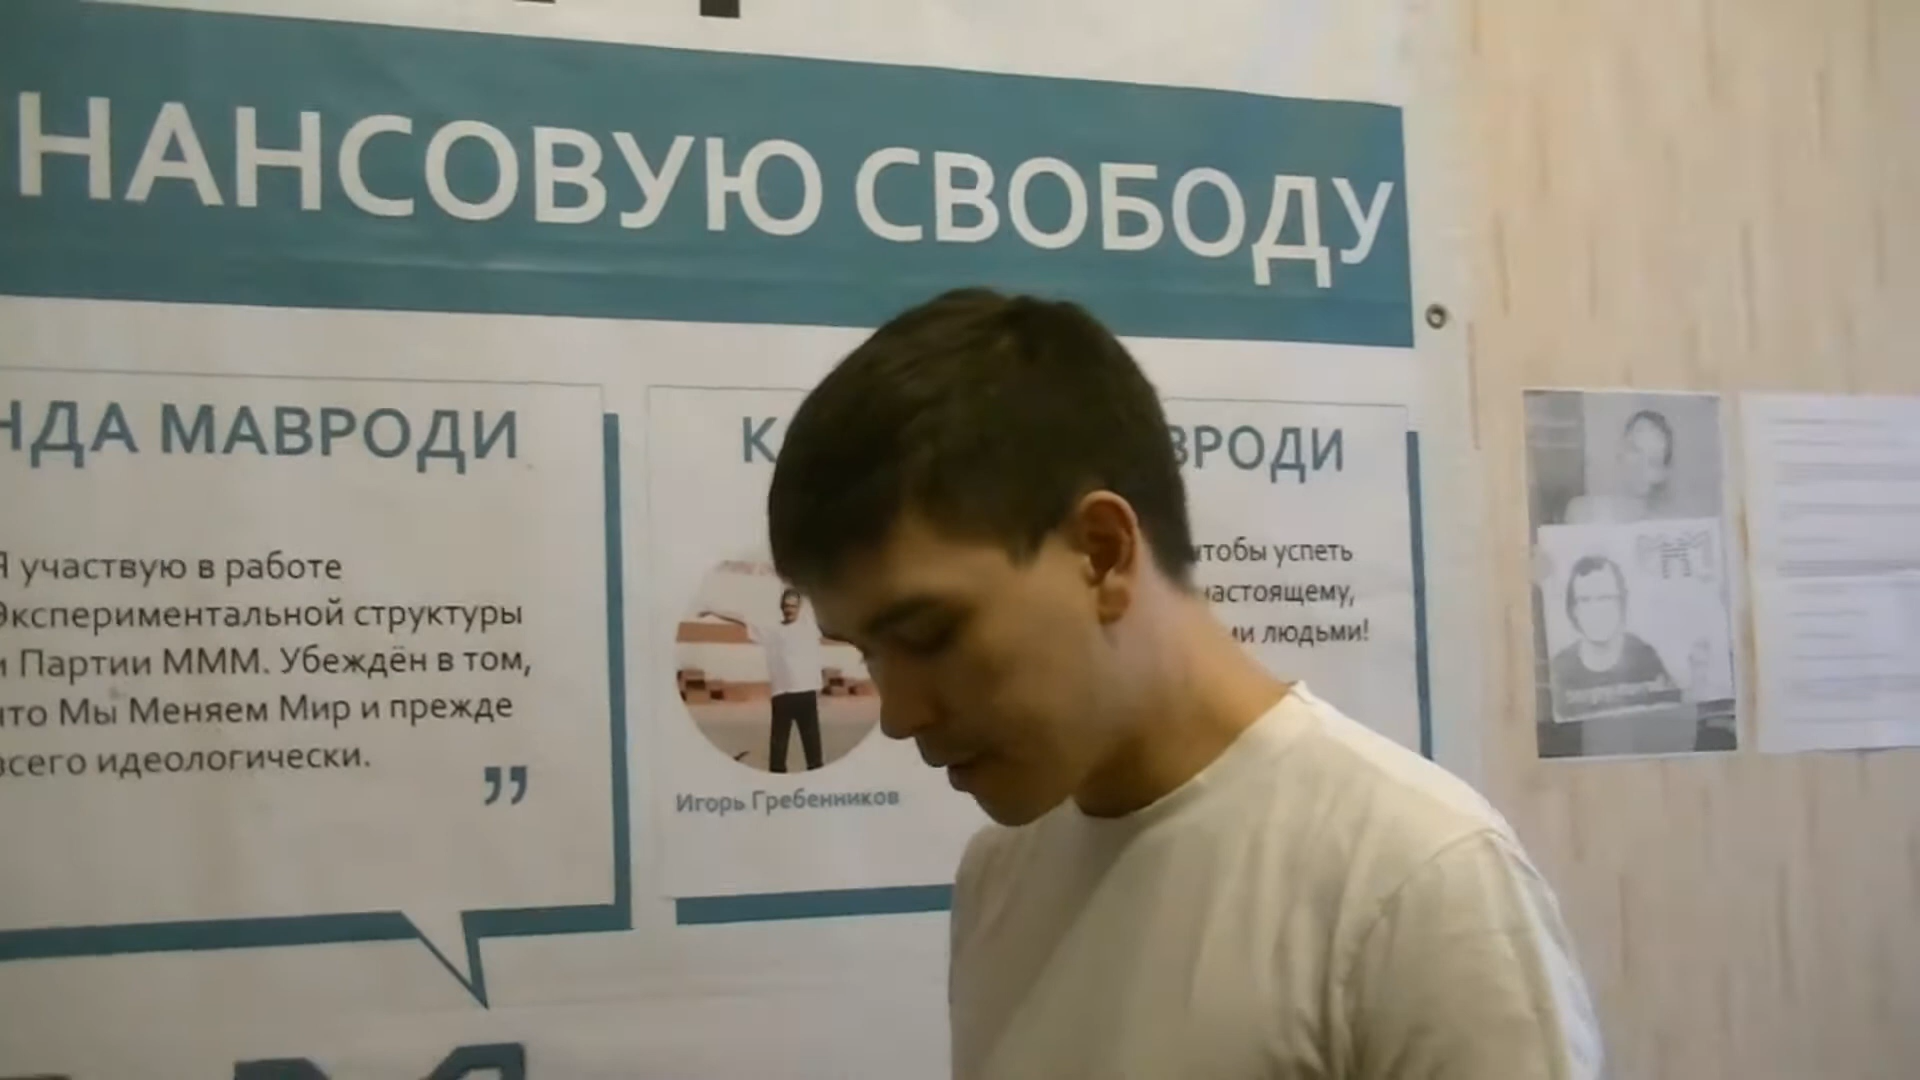 НАНСОВУЮ СВОБОДУ
НДА МАВРОДИ
Я участвую в работе
Экспериментальной структуры
и Партии МММ. Убеждён в том,
что Мы Меняем Мир и прежде
всего идеологически.
”
К ВРОДИ
чтобы успеть
настоящему,
ми людьми!
Игорь Гребенников
МММ